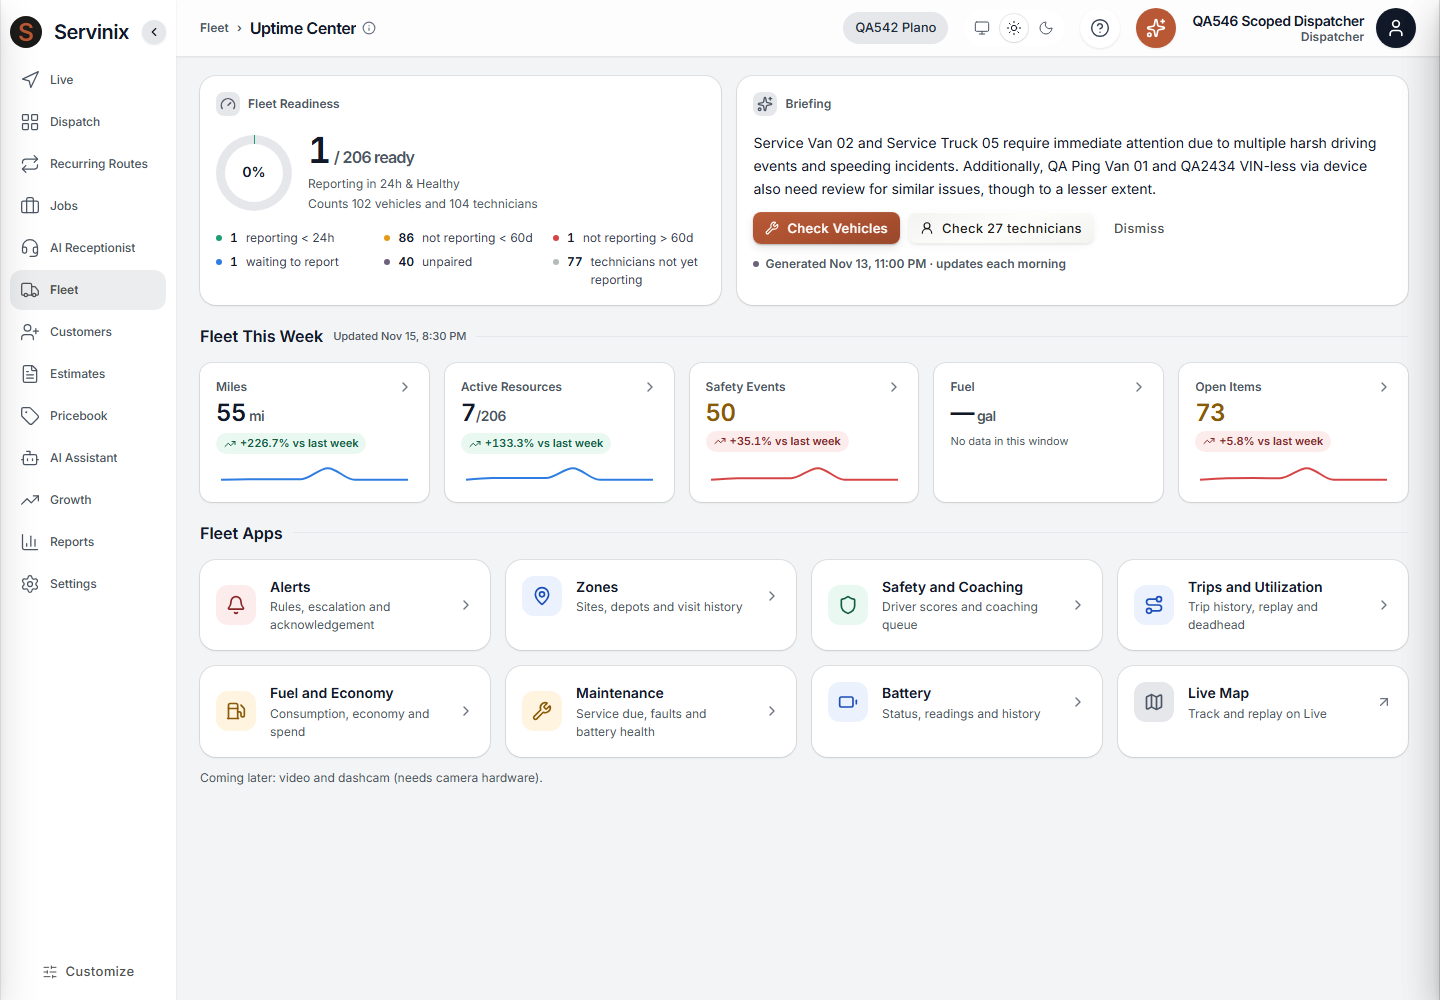 S Servinix
Live
Dispatch
Recurring Routes
Jobs
AI Receptionist
Fleet
Customers
Estimates
Pricebook
AI Assistant
Growth
Reports
Settings
Customize
Fleet › Uptime Center
QA542 Plano
QA546 Scoped Dispatcher
Dispatcher
Fleet Readiness
0%
1 / 206 ready
Reporting in 24h & Healthy
Counts 102 vehicles and 104 technicians
1 reporting < 24h
86 not reporting < 60d
1 not reporting > 60d
1 waiting to report
40 unpaired
77 technicians not yet
reporting
Briefing
Service Van 02 and Service Truck 05 require immediate attention due to multiple harsh driving
events and speeding incidents. Additionally, QA Ping Van 01 and QA2434 VIN-less via device
also need review for similar issues, though to a lesser extent.
Check Vehicles
Check 27 technicians
Dismiss
Generated Nov 13, 11:00 PM · updates each morning
Fleet This Week Updated Nov 15, 8:30 PM
Miles
55 mi
+226.7% vs last week
Active Resources
7/206
+133.3% vs last week
Safety Events
50
+35.1% vs last week
Fuel
— gal
No data in this window
Open Items
73
+5.8% vs last week
Fleet Apps
Alerts
Rules, escalation and
acknowledgement
Zones
Sites, depots and visit history
Safety and Coaching
Driver scores and coaching
queue
Trips and Utilization
Trip history, replay and
deadhead
Fuel and Economy
Consumption, economy and
spend
Maintenance
Service due, faults and
battery health
Battery
Status, readings and history
Live Map
Track and replay on Live
Coming later: video and dashcam (needs camera hardware).